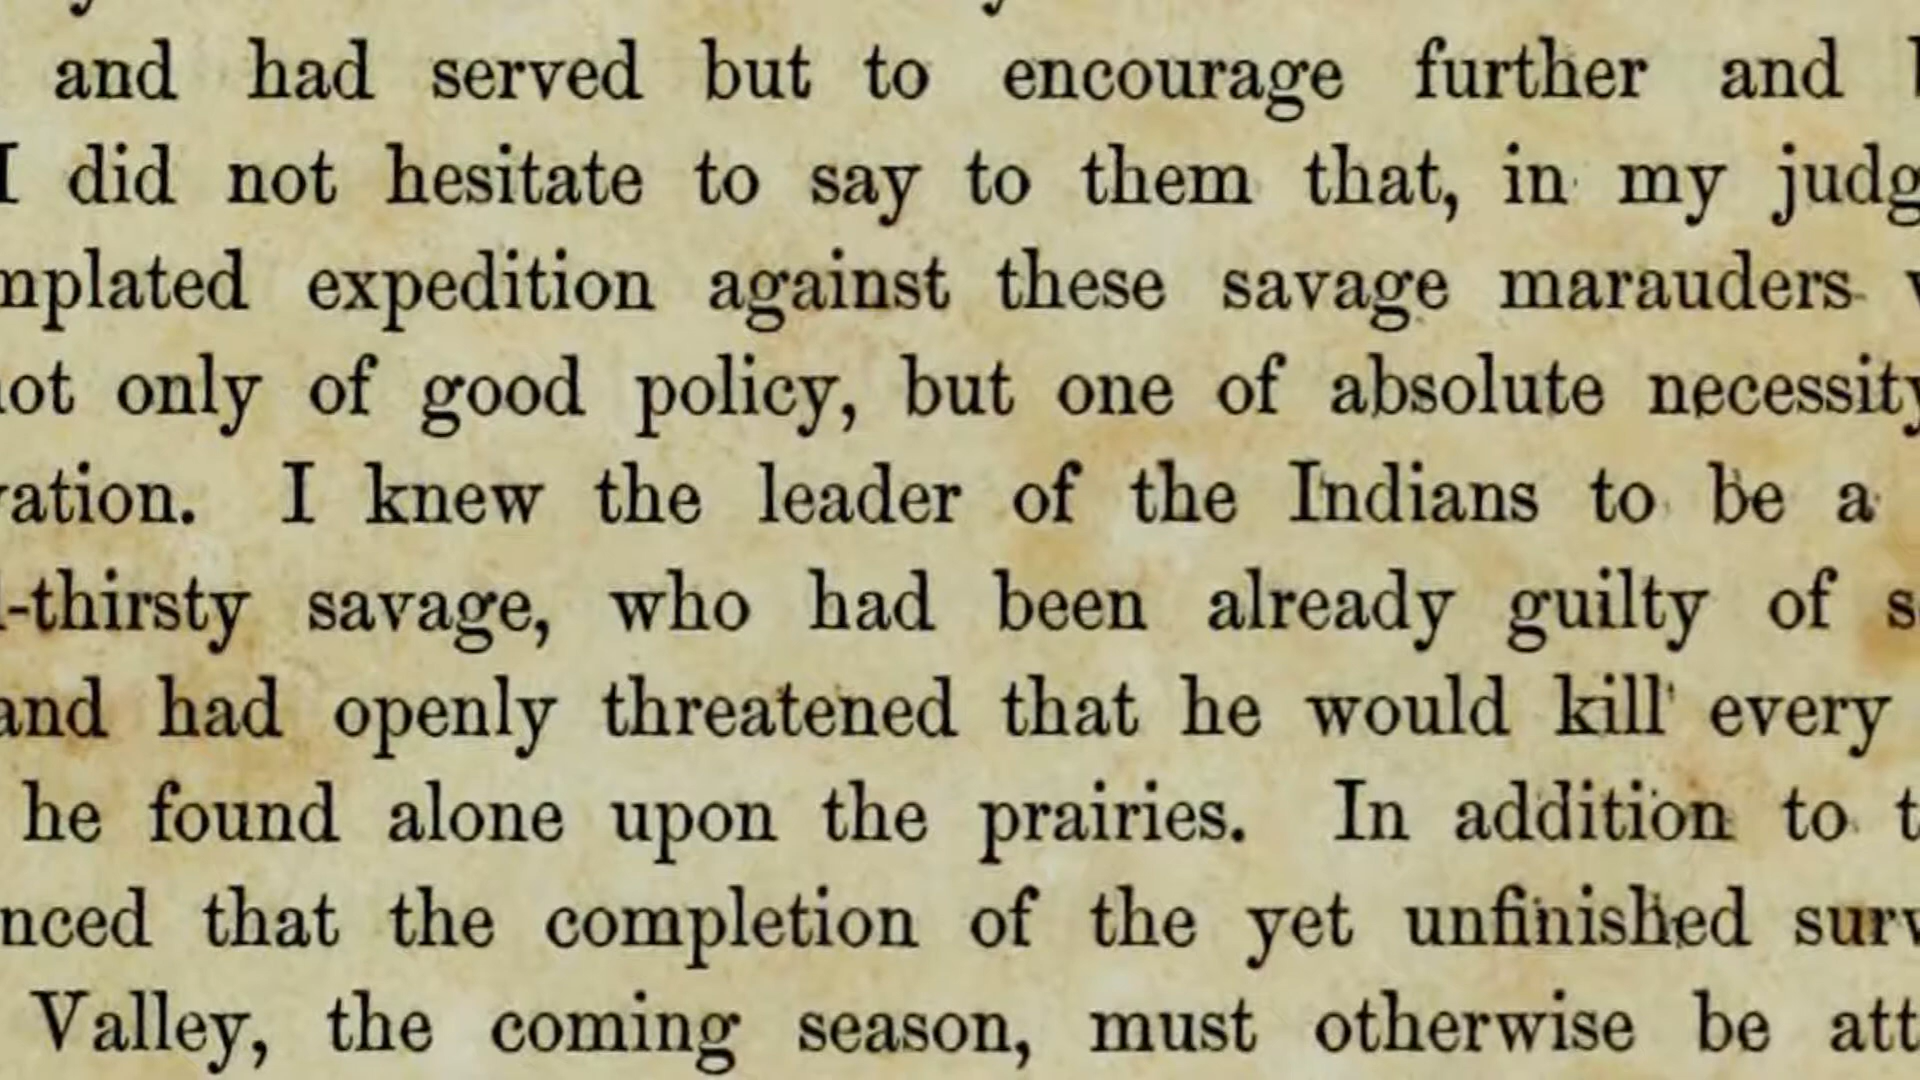 and had served but to encourage further and
I did not hesitate to say to them that, in my judg
mplated expedition against these savage marauders
ot only of good policy, but one of absolute necessity
vation. I knew the leader of the Indians to be a
-thirsty savage, who had been already guilty of s
and had openly threatened that he would kill every
he found alone upon the prairies. In addition to t
nced that the completion of the yet unfinished surv
Valley, the coming season, must otherwise be att